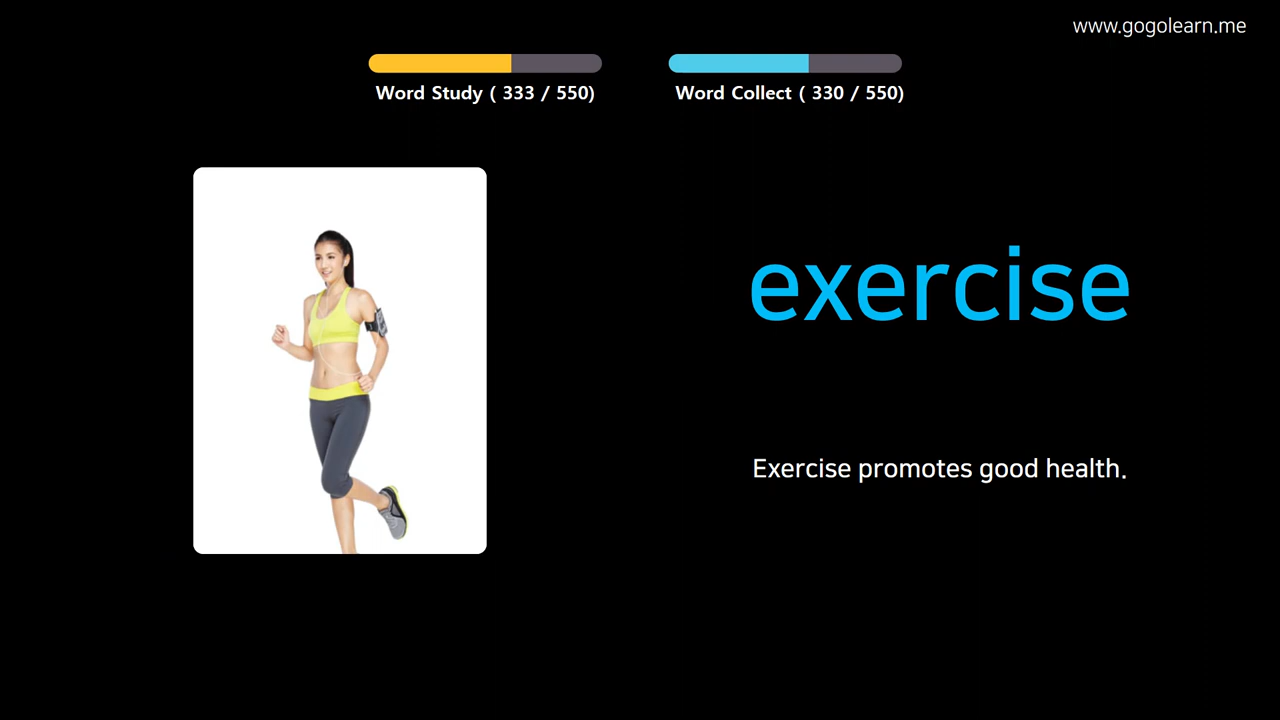 www.gogolearn.me
Word Study ( 333 / 550)
Word Collect ( 330 / 550)
exercise
Exercise promotes good health.